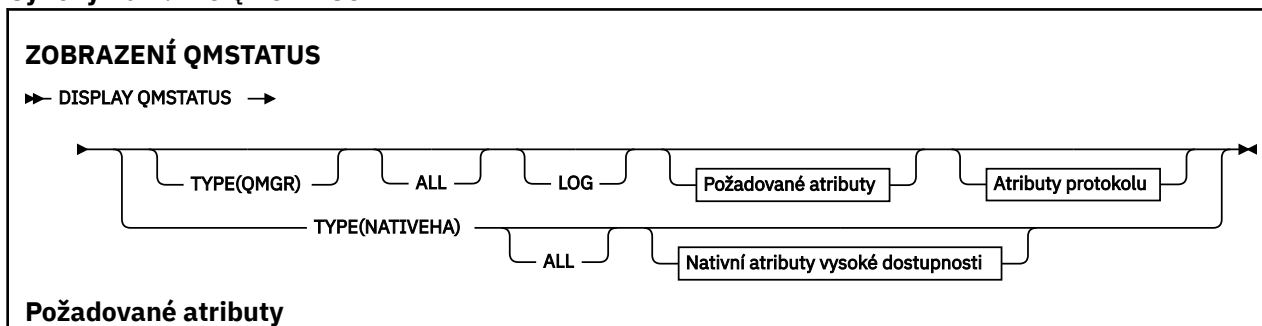 ZOBRAZENÍ QMSTATUS
DISPLAY QMSTATUS
TYPE(QMGR) ALL LOG Požadované atributy Atributy protokolu
TYPE(NATIVEHA)
ALL Nativní atributy vysoké dostupnosti
Požadované atributy